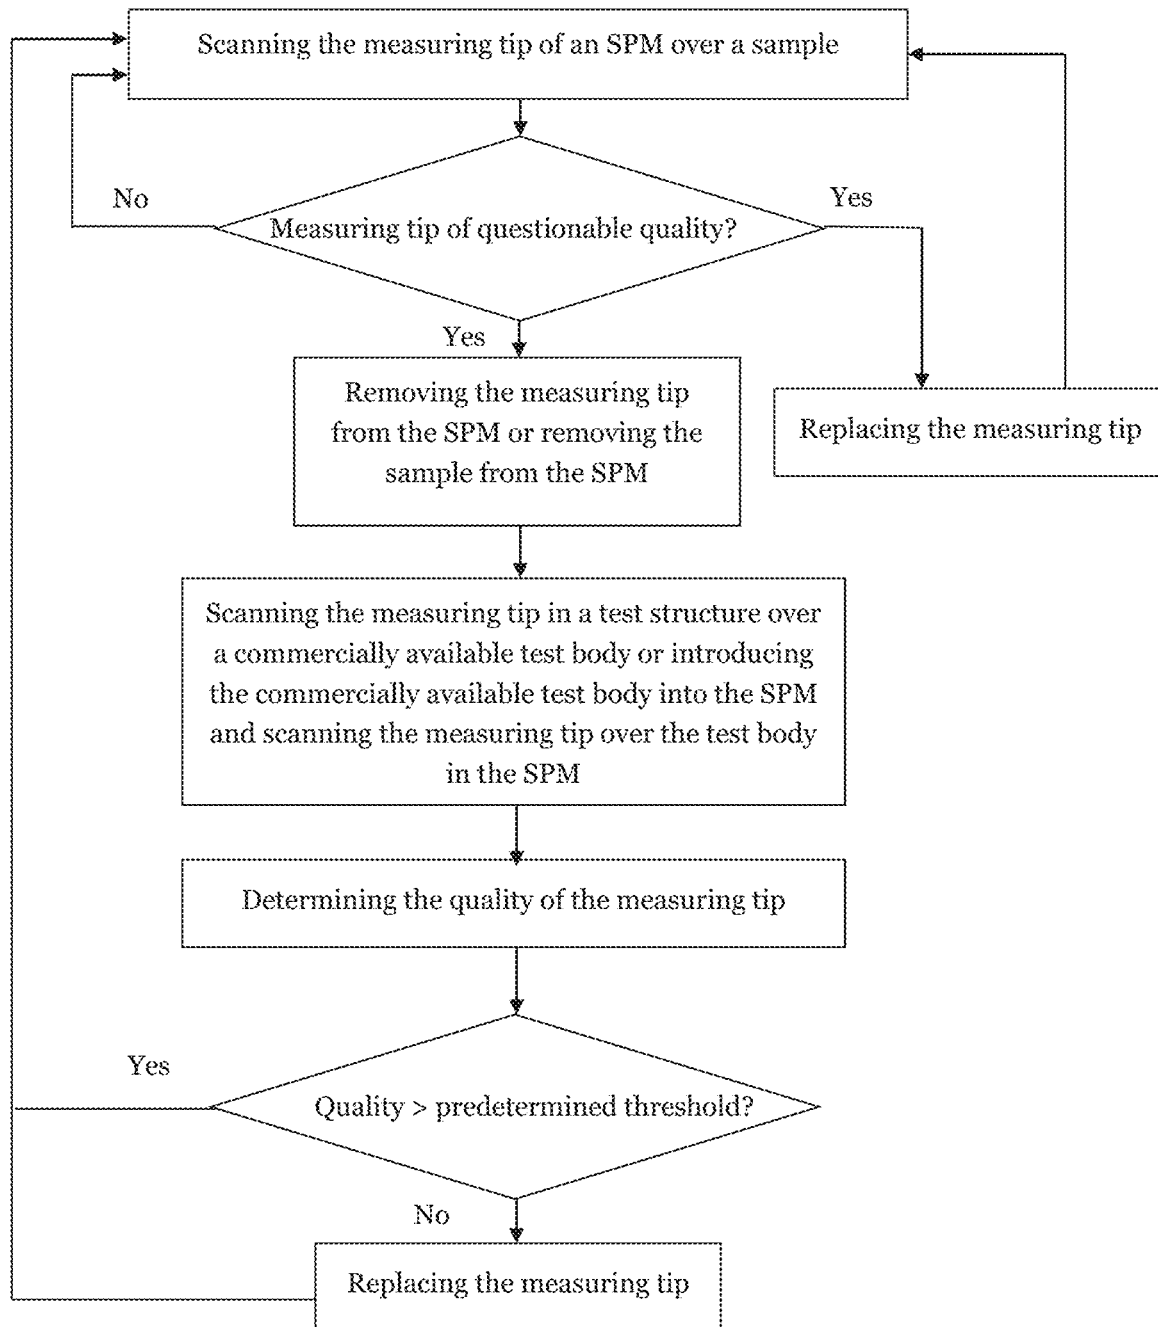 Scanning the measuring tip of an SPM over a sample
No
Yes
Measuring tip of questionable quality?
Yes
Removing the measuring tip
from the SPM or removing the
sample from the SPM
Replacing the measuring tip
Scanning the measuring tip in a test structure over
a commercially available test body or introducing
the commercially available test body into the SPM
and scanning the measuring tip over the test body
in the SPM
Determining the quality of the measuring tip
Yes
Quality > predetermined threshold?
No
Replacing the measuring tip